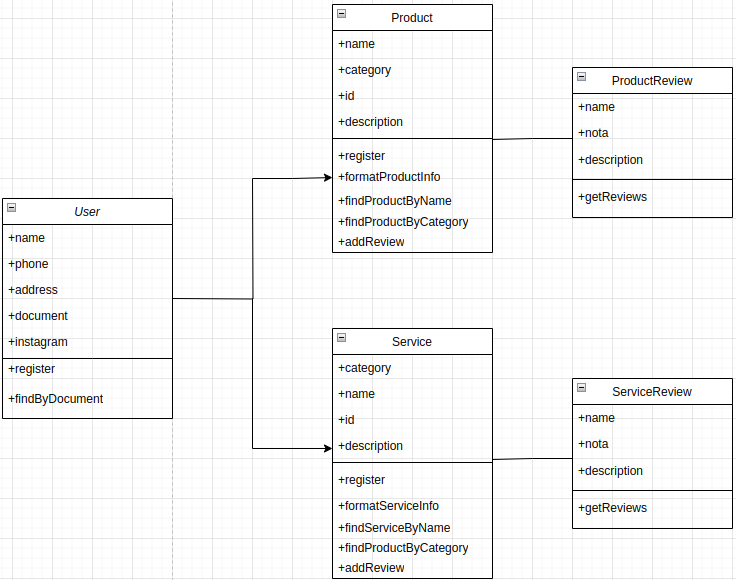 Product
+name
+category
+id
+description
+register
+formatProductInfo
+findProductByName
+findProductByCategory
+addReview
ProductReview
+name
+nota
+description
+getReviews
User
+name
+phone
+address
+document
+instagram
+register
+findByDocument
Service
+category
+name
+id
+description
+register
+formatServiceInfo
+findServiceByName
+findProductByCategory
+addReview
ServiceReview
+name
+nota
+description
+getReviews